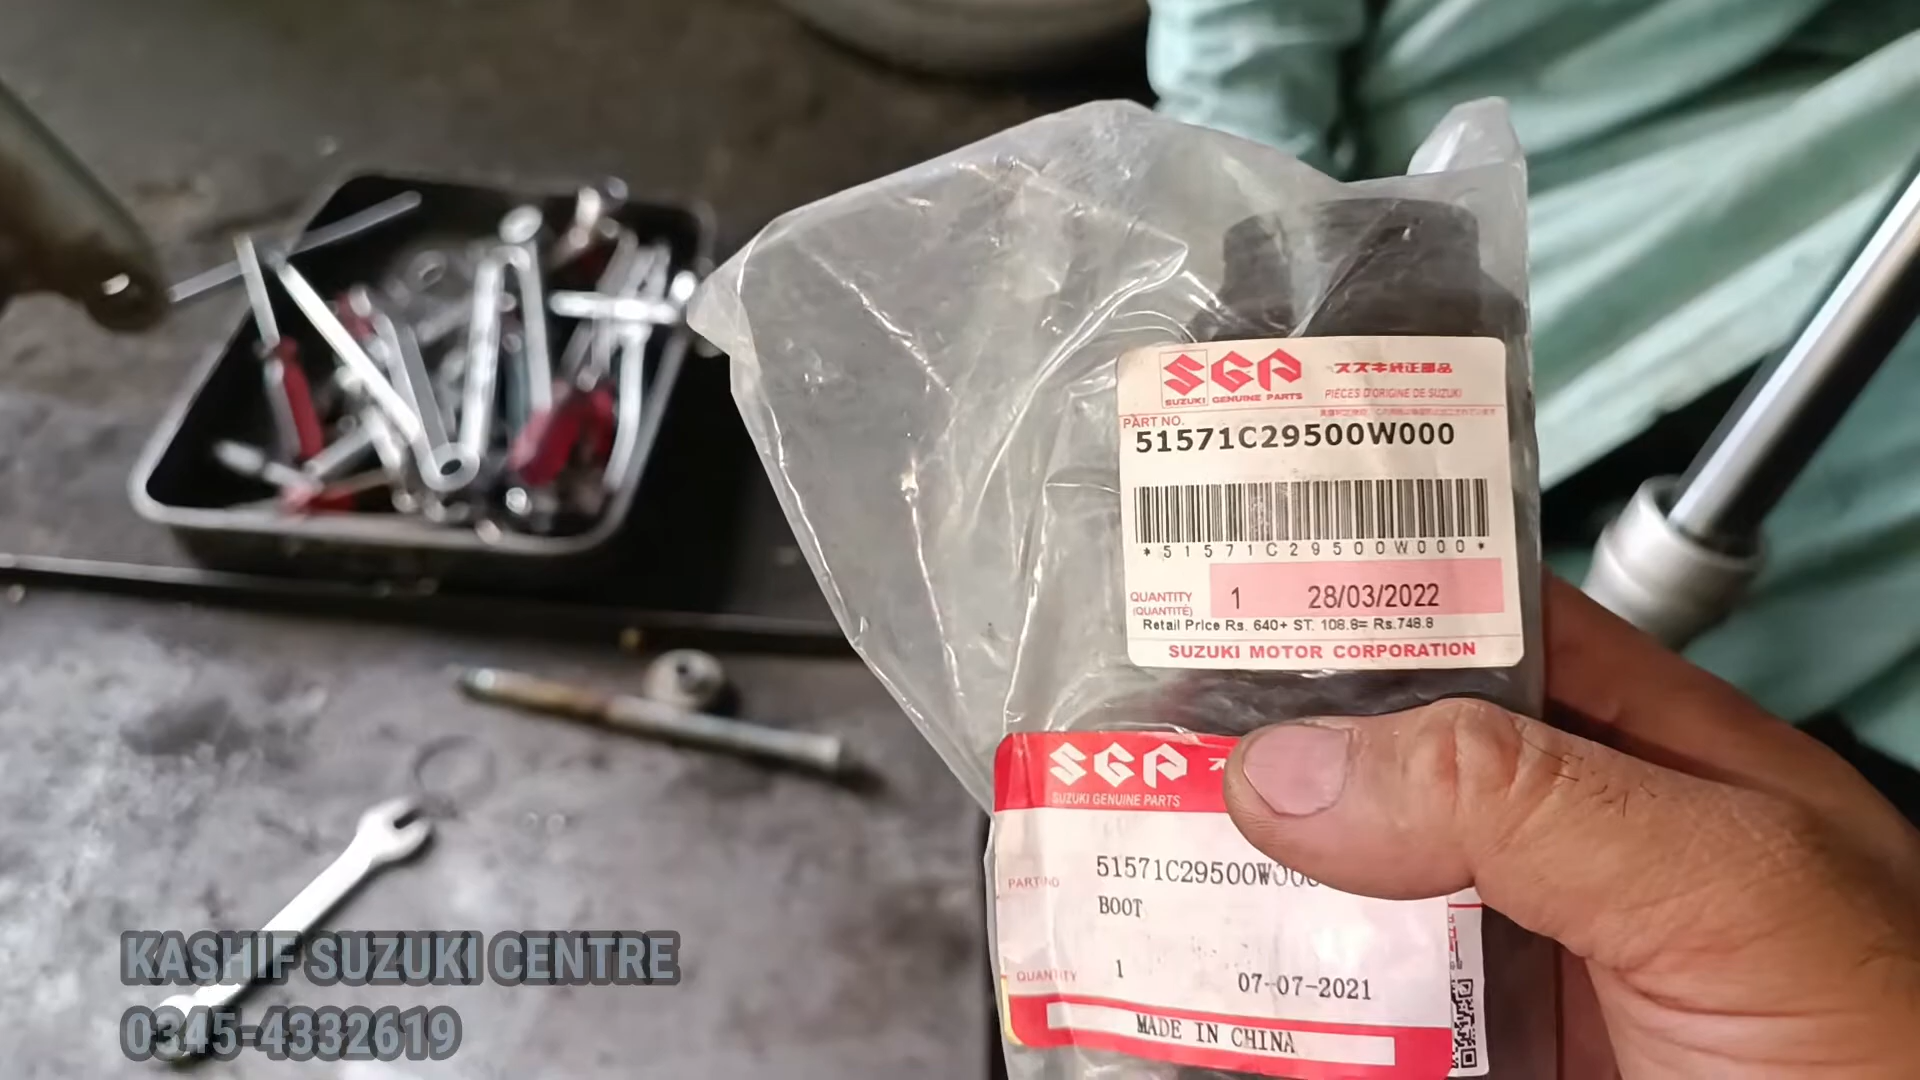 SGP スズキ純正部品
SUZUKI GENUINE PARTS PIÈCES D'ORIGINE DE SUZUKI
PART NO.
51571C29500W000
*51571C29500W000*
QUANTITY 1 28/03/2022
(QUANTITÉ)
Retail Price Rs. 640+ ST. 108.8= Rs.748.8
SUZUKI MOTOR CORPORATION
SGP
SUZUKI GENUINE PARTS
PART NO 51571C29500W000
BOOT
QUANTITY 1 07-07-2021
MADE IN CHINA
KASHIF SUZUKI CENTRE
0345-4332619